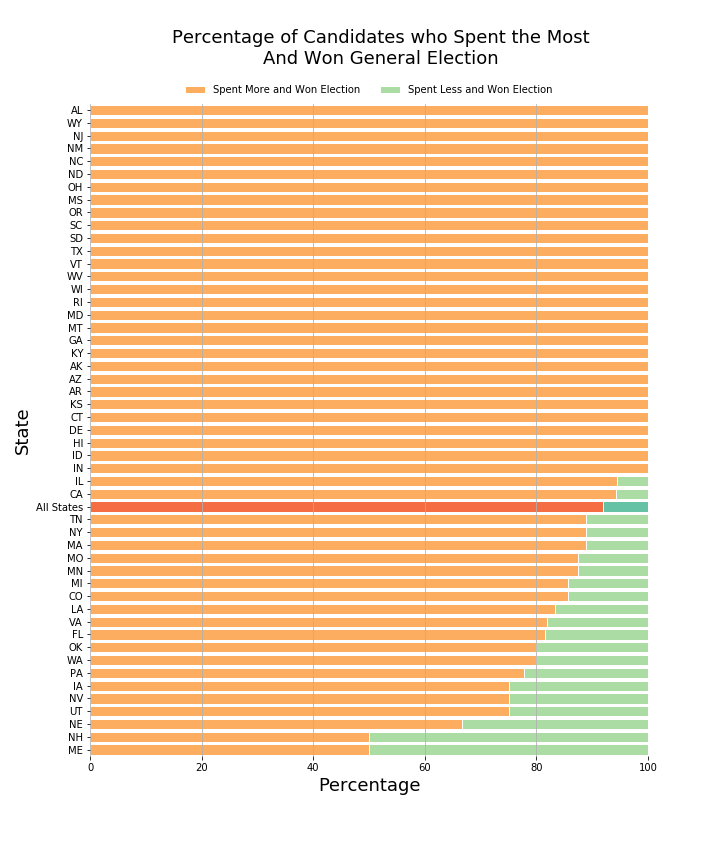 Percentage of Candidates who Spent the Most
And Won General Election
Spent More and Won Election Spent Less and Won Election
AL
WY
NJ
NM
NC
ND
OH
MS
OR
SC
SD
TX
VT
WV
WI
RI
MD
MT
GA
KY
AK
AZ
AR
KS
CT
DE
HI
ID
IN
IL
CA
All States
TN
NY
MA
MO
MN
MI
CO
LA
VA
FL
OK
WA
PA
IA
NV
UT
NE
NH
ME
State
0 20 40 60 80 100
Percentage